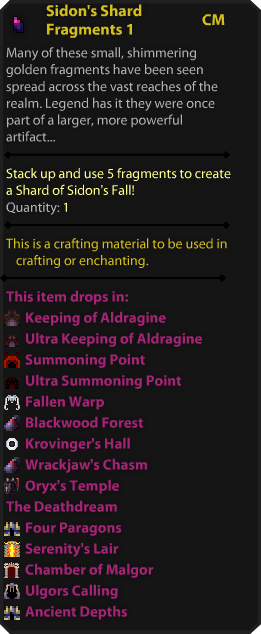 Sidon's Shard
Fragments 1
CM
Many of these small, shimmering
golden fragments have been seen
spread across the vast reaches of the
realm. Legend has it they were once
part of a larger, more powerful
artifact...
Stack up and use 5 fragments to create
a Shard of Sidon's Fall!
Quantity: 1
This is a crafting material to be used in
crafting or enchanting.
This item drops in:
Keeping of Aldragine
Ultra Keeping of Aldragine
Summoning Point
Ultra Summoning Point
Fallen Warp
Blackwood Forest
Krovinger's Hall
Wrackjaw's Chasm
Oryx's Temple
The Deathdream
Four Paragons
Serenity's Lair
Chamber of Malgor
Ulgors Calling
Ancient Depths